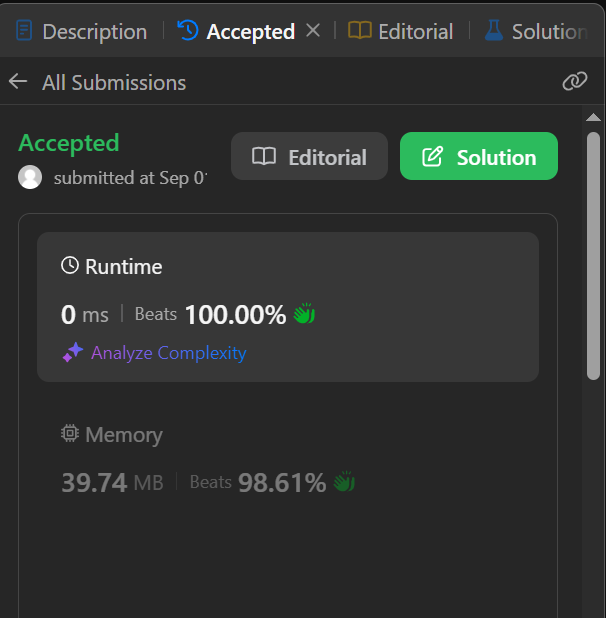 Description Accepted Editorial Solution
All Submissions
Accepted Editorial Solution
submitted at Sep
Runtime
0 ms Beats 100.00%
Analyze Complexity
Memory
39.74 MB Beats 98.61%